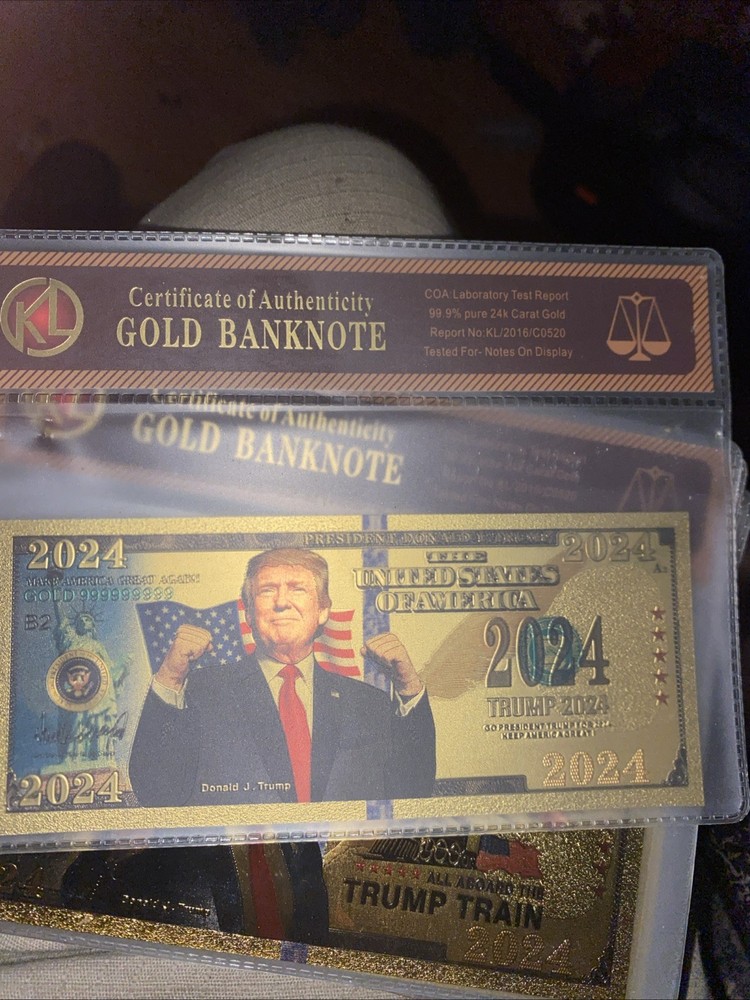 KL
Certificate of Authenticity
GOLD BANKNOTE
COA:Laboratory Test Report
99.9% pure 24k Carat Gold
Report No:KL/2016/C0520
Tested For- Notes On Display
Certificate of Authenticity
GOLD BANKNOTE
2024
PRESIDENT DONALD
2024
MAKE AMERICA GREAT AGAIN!
GOLD 999999999
B2
THE
UNITED STATES
OF AMERICA
2024
TRUMP 2024
KEEP AMERICA GREAT
2024
2024
Donald J. Trump
ALL ABOARD THE
TRUMP TRAIN
2024